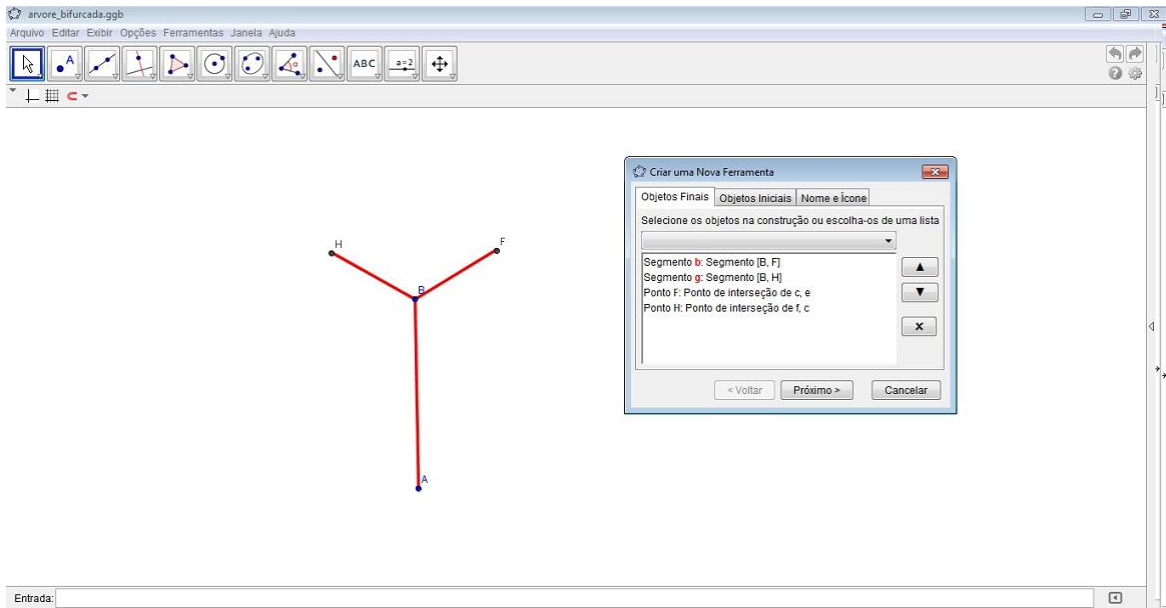 arvore_bifurcada.ggb
Arquivo Editar Exibir Opções Ferramentas Janela Ajuda
A
ABC
a=2
Criar uma Nova Ferramenta
Objetos Finais Objetos Iniciais Nome e Ícone
Selecione os objetos na construção ou escolha-os de uma lista
Segmento b: Segmento [B, F]
Segmento g: Segmento [B, H]
Ponto F: Ponto de interseção de c, e
Ponto H: Ponto de interseção de f, c
< Voltar Próximo > Cancelar
H
F
B
A
Entrada: